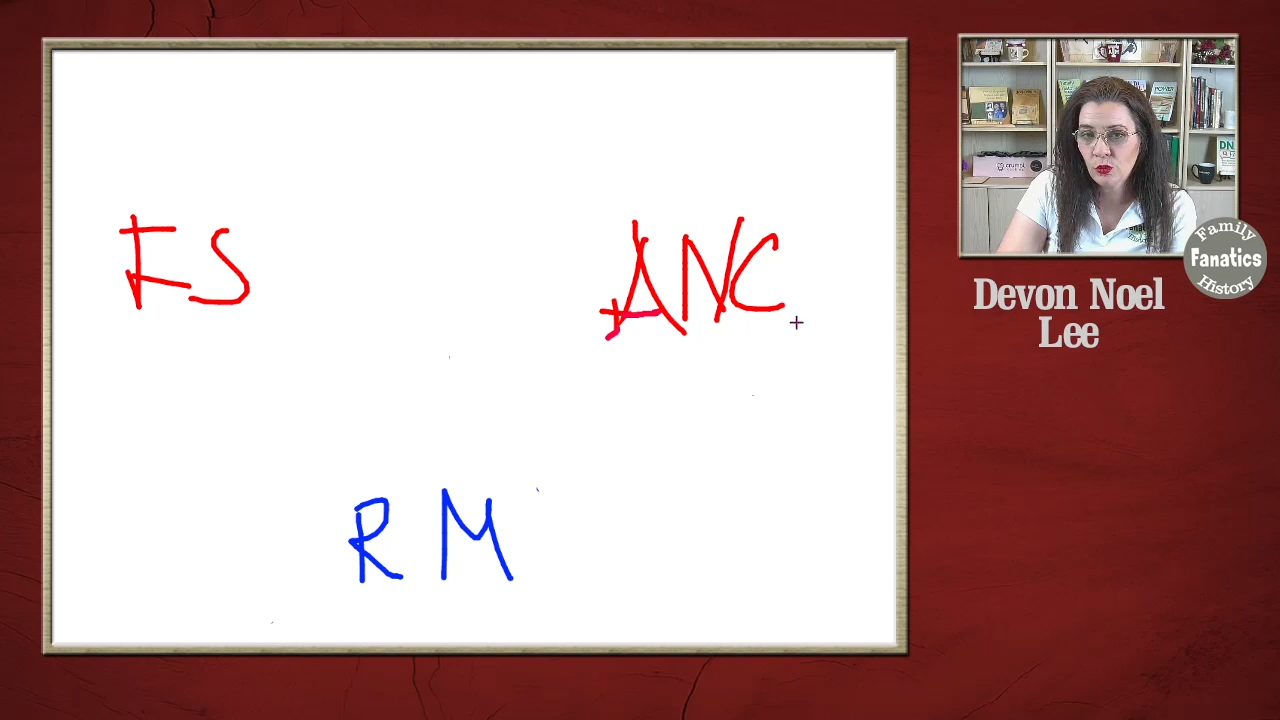 FS
ANC
RM
Family
Fanatics
History
Devon Noel
Lee